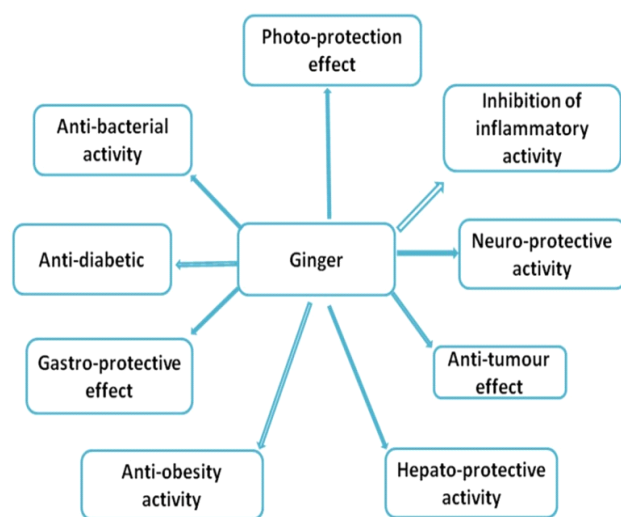 Photo-protection
effect
Inhibition of
inflammatory
activity
Anti-bacterial
activity
Neuro-protective
activity
Anti-diabetic
Ginger
Gastro-protective
effect
Anti-tumour
effect
Anti-obesity
activity
Hepato-protective
activity